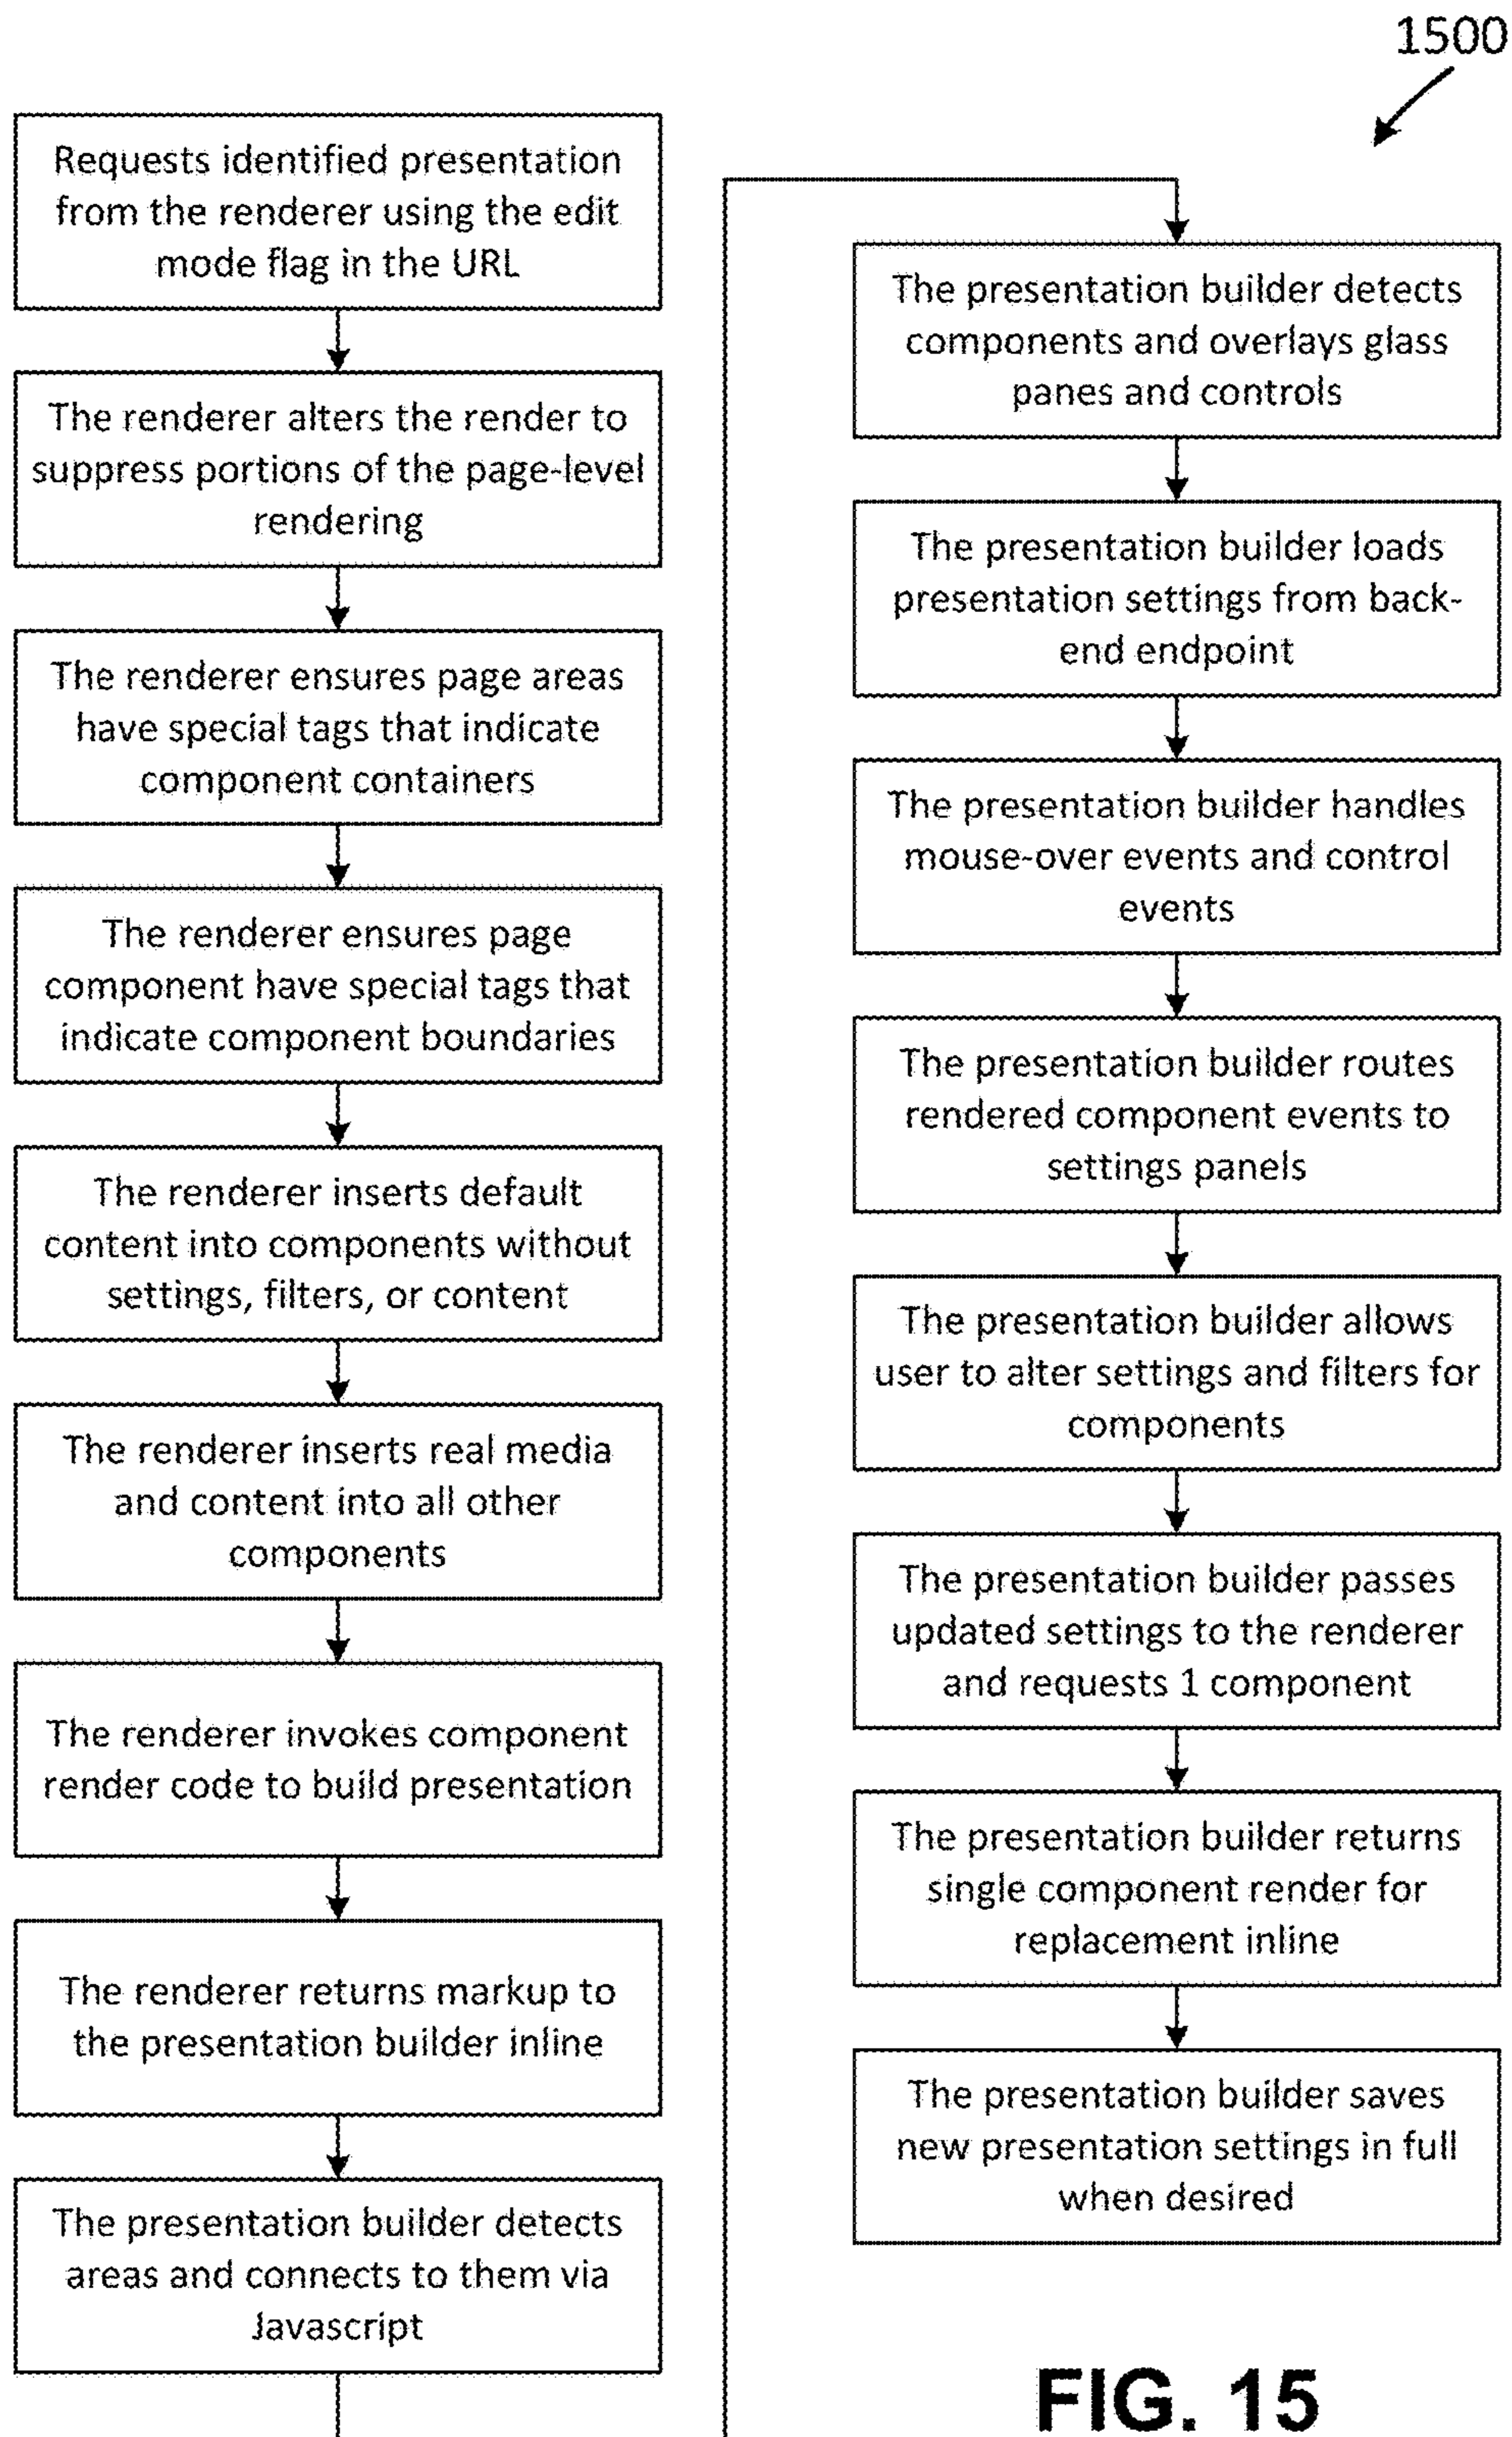 1500
Requests identified presentation
from the renderer using the edit
mode flag in the URL
The renderer alters the render to
suppress portions of the page-level
rendering
The renderer ensures page areas
have special tags that indicate
component containers
The renderer ensures page
component have special tags that
indicate component boundaries
The renderer inserts default
content into components without
settings, filters, or content
The renderer inserts real media
and content into all other
components
The renderer invokes component
render code to build presentation
The renderer returns markup to
the presentation builder inline
The presentation builder detects
areas and connects to them via
Javascript
The presentation builder detects
components and overlays glass
panes and controls
The presentation builder loads
presentation settings from back-
end endpoint
The presentation builder handles
mouse-over events and control
events
The presentation builder routes
rendered component events to
settings panels
The presentation builder allows
user to alter settings and filters for
components
The presentation builder passes
updated settings to the renderer
and requests 1 component
The presentation builder returns
single component render for
replacement inline
The presentation builder saves
new presentation settings in full
when desired
FIG. 15